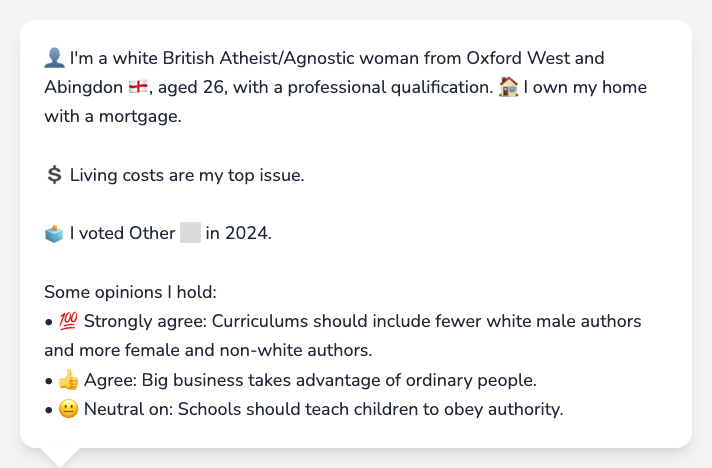 👤 I'm a white British Atheist/Agnostic woman from Oxford West and
Abingdon 🏴󠁧󠁢󠁥󠁮󠁧󠁿, aged 26, with a professional qualification. 🏠 I own my home
with a mortgage.
💲 Living costs are my top issue.
🗳️ I voted Other ⬜ in 2024.
Some opinions I hold:
• 💯 Strongly agree: Curriculums should include fewer white male authors
and more female and non-white authors.
• 👍 Agree: Big business takes advantage of ordinary people.
• 😐 Neutral on: Schools should teach children to obey authority.